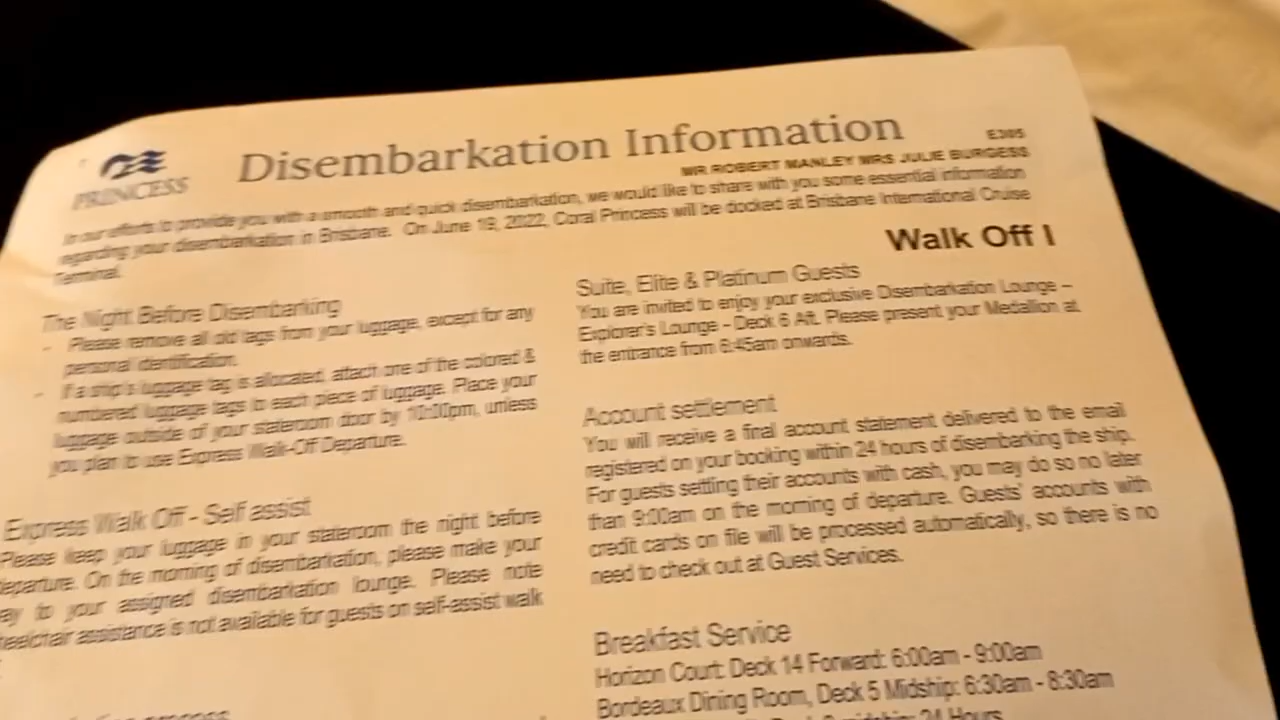 PRINCESS
Disembarkation Information
E305
MR ROBERT MANLEY MRS JULIE BURGESS
In our efforts to provide you with a smooth and quick disembarkation, we would like to share with you some essential information
regarding your disembarkation in Brisbane. On June 19, 2022, Coral Princess will be docked at Brisbane International Cruise
Terminal.
Walk Off I
The Night Before Disembarking
- Please remove all old tags from your luggage, except for any
personal identification.
- If a ship's luggage tag is allocated, attach one of the colored &
numbered luggage tags to each piece of luggage. Place your
luggage outside of your stateroom door by 10:00pm, unless
you plan to use Express Walk-Off Departure.
Express Walk Off - Self assist
Please keep your luggage in your stateroom the night before
departure. On the morning of disembarkation, please make your
ay to your assigned disembarkation lounge. Please note
heelchair assistance is not available for guests on self-assist walk
Suite, Elite & Platinum Guests
You are invited to enjoy your exclusive Disembarkation Lounge –
Explorer's Lounge - Deck 6 Aft. Please present your Medallion at
the entrance from 6:45am onwards.
Account settlement
You will receive a final account statement delivered to the email
registered on your booking within 24 hours of disembarking the ship.
For guests settling their accounts with cash, you may do so no later
than 9:00am on the morning of departure. Guests' accounts with
credit cards on file will be processed automatically, so there is no
need to check out at Guest Services.
Breakfast Service
Horizon Court: Deck 14 Forward: 6:00am - 9:00am
Bordeaux Dining Room, Deck 5 Midship: 6:30am - 8:30am
24 Hours